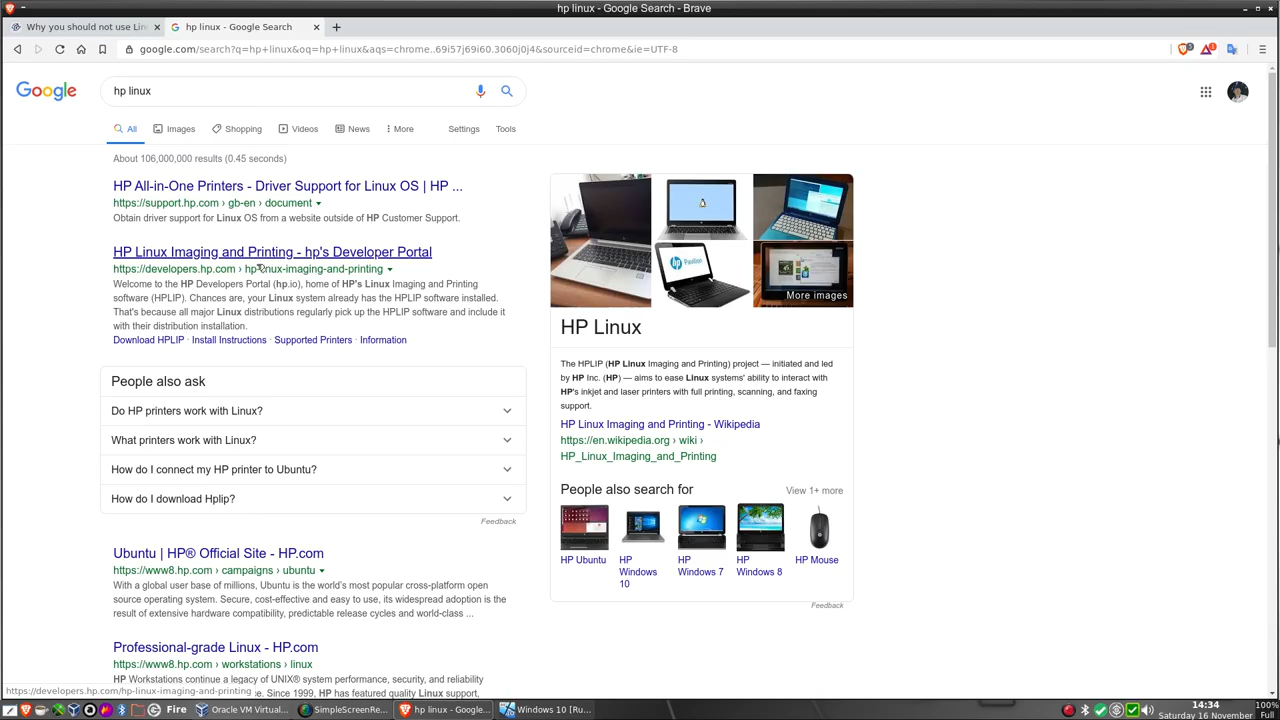 hp linux - Google Search - Brave
Why you should not use Lin
hp linux - Google Search
google.com/search?q=hp+linux&oq=hp+linux&aqs=chrome..69i57j69i60.3060j0j4&sourceid=chrome&ie=UTF-8
Google
hp linux
All
Images
Shopping
Videos
News
More
Settings
Tools
About 106,000,000 results (0.45 seconds)
HP All-in-One Printers - Driver Support for Linux OS | HP ...
https://support.hp.com › gb-en › document
Obtain driver support for Linux OS from a website outside of HP Customer Support.
HP Linux Imaging and Printing - hp's Developer Portal
https://developers.hp.com › hp-linux-imaging-and-printing
Welcome to the HP Developers Portal (hp.io), home of HP's Linux Imaging and Printing
software (HPLIP). Chances are, your Linux system already has the HPLIP software installed.
That's because all major Linux distributions regularly pick up the HPLIP software and include it
with their distribution installation.
Download HPLIP · Install Instructions · Supported Printers · Information
People also ask
Do HP printers work with Linux?
What printers work with Linux?
How do I connect my HP printer to Ubuntu?
How do I download Hplip?
Feedback
Ubuntu | HP® Official Site - HP.com
https://www8.hp.com › campaigns › ubuntu
With a global user base of millions, Ubuntu is the world's most popular cross-platform open
source operating system. Secure, cost-effective and easy to use, its widespread adoption is the
result of extensive hardware compatibility, predictable release cycles and world-class ...
Professional-grade Linux - HP.com
https://www8.hp.com › workstations › linux
HP Workstations continue a legacy of UNIX® system performance, security, and reliability
. Since 1999, HP has featured quality Linux support,
https://developers.hp.com/hp-linux-imaging-and-printing
hp
Pavilion
More images
HP Linux
The HPLIP (HP Linux Imaging and Printing) project — initiated and led
by HP Inc. (HP) — aims to ease Linux systems' ability to interact with
HP's inkjet and laser printers with full printing, scanning, and faxing
support.
HP Linux Imaging and Printing - Wikipedia
https://en.wikipedia.org › wiki ›
HP_Linux_Imaging_and_Printing
People also search for
View 1+ more
HP Ubuntu
HP
Windows
10
HP
Windows 7
HP
Windows 8
HP Mouse
Feedback
Fire
Oracle VM Virtual...
SimpleScreenRe...
hp linux - Google...
Windows 10 [Ru...
14:34
Saturday 16 November
100%
Full